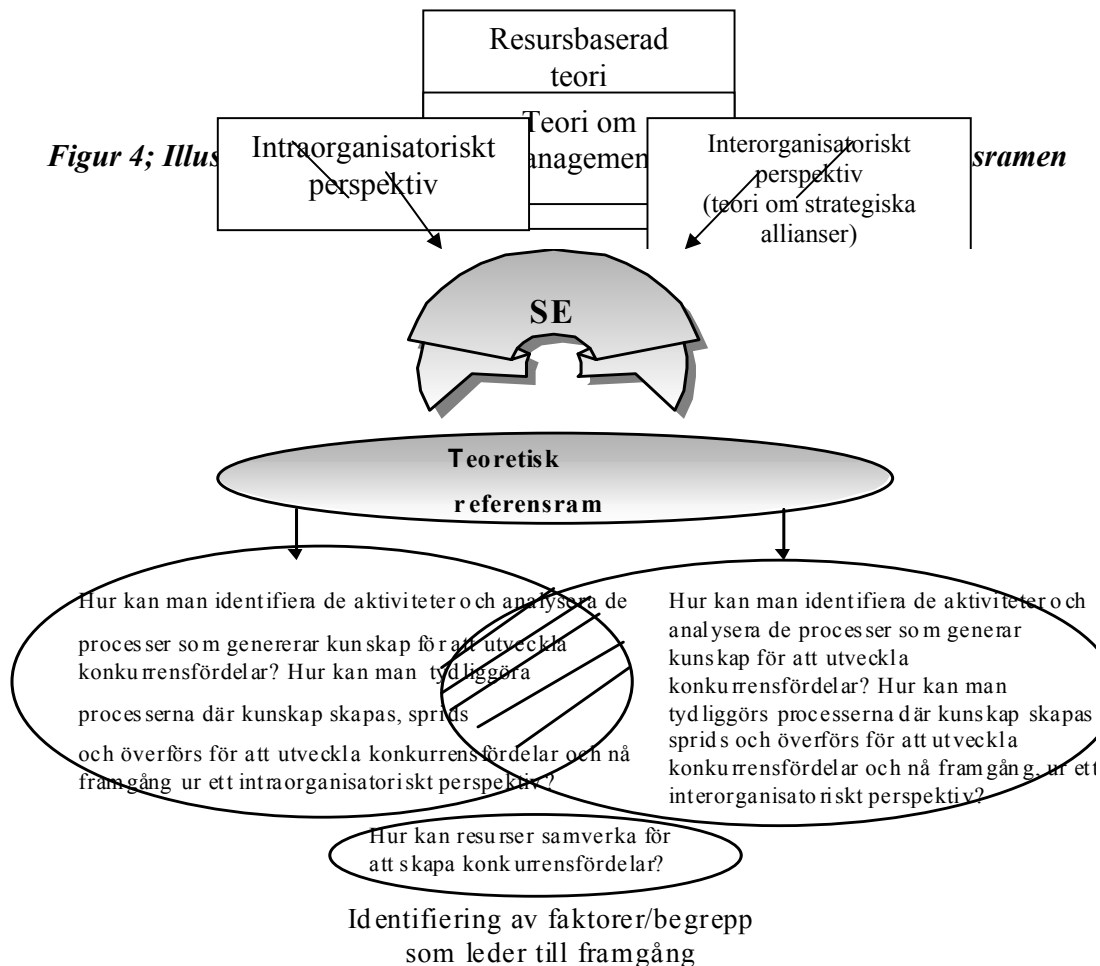 Resursbaserad
teori
Teori om
anagemen
Intraorganisatoriskt
perspektiv
Interorganisatoriskt
perspektiv
(teori om strategiska
allianser)
Figur 4; Illus sramen
SE
Teoretisk
referensram
Hur kan man identifiera de aktiviteter och analysera de
processer som genererar kunskap för att utveckla
konkurrensfördelar? Hur kan man tydliggöra
processerna där kunskap skapas, sprids
och överförs för att utveckla konkurrensfördelar och nå
framgång ur ett intraorganisatoriskt perspektiv?
Hur kan man identifiera de aktiviteter och
analysera de processer som generar
kunskap för att utveckla
konkurrensfördelar? Hur kan man
tydliggörs processerna där kunskap skapas
sprids och överförs för att utveckla
konkurrensfördelar och nå framgång, ur ett
interorganisatoriskt perspektiv?
Hur kan resurser samverka för
att skapa konkurrensfördelar?
Identifiering av faktorer/begrepp
som leder till framgång